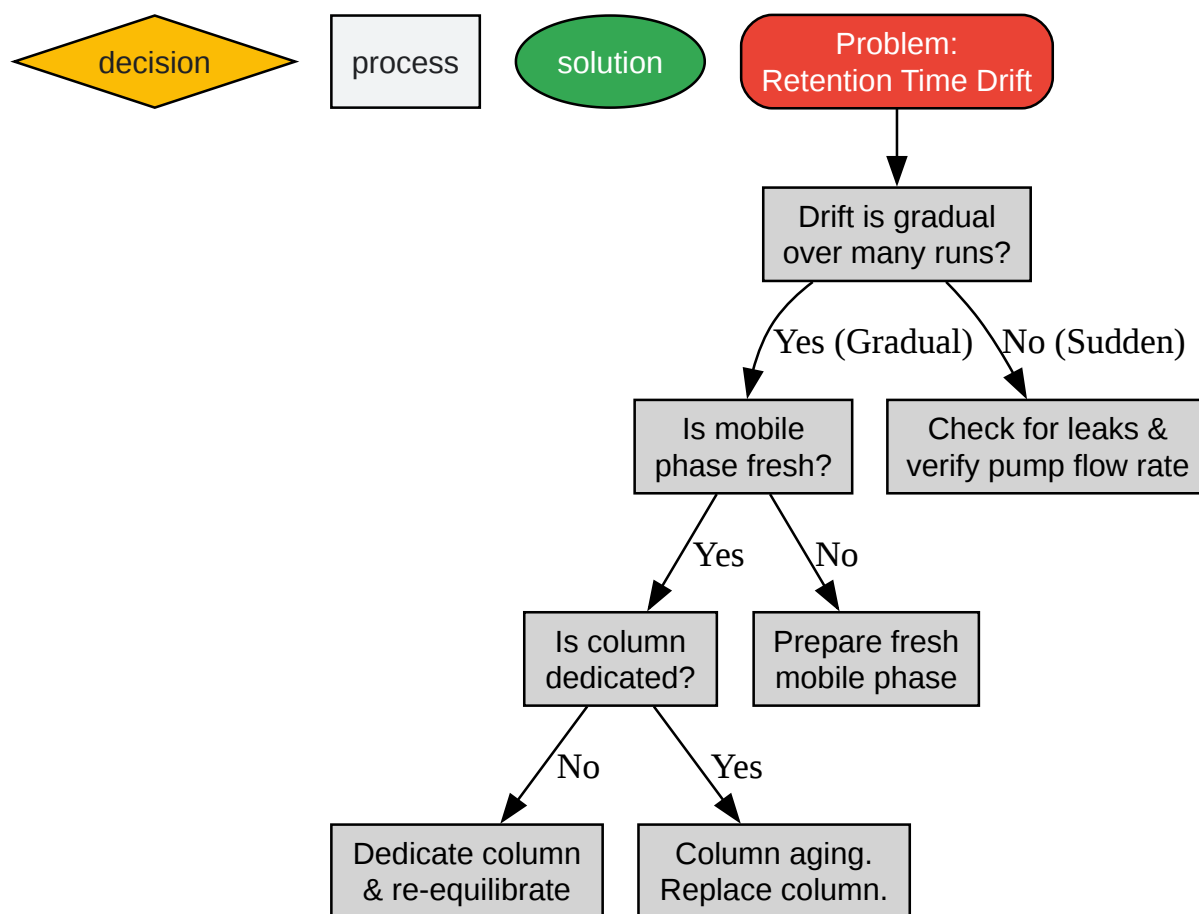 decision
process
solution
Problem:
Retention Time Drift
Drift is gradual
over many runs?
Yes (Gradual)
No (Sudden)
Is mobile
phase fresh?
Check for leaks &
verify pump flow rate
Yes
No
Is column
dedicated?
Prepare fresh
mobile phase
No
Yes
Dedicate column
& re-equilibrate
Column aging.
Replace column.